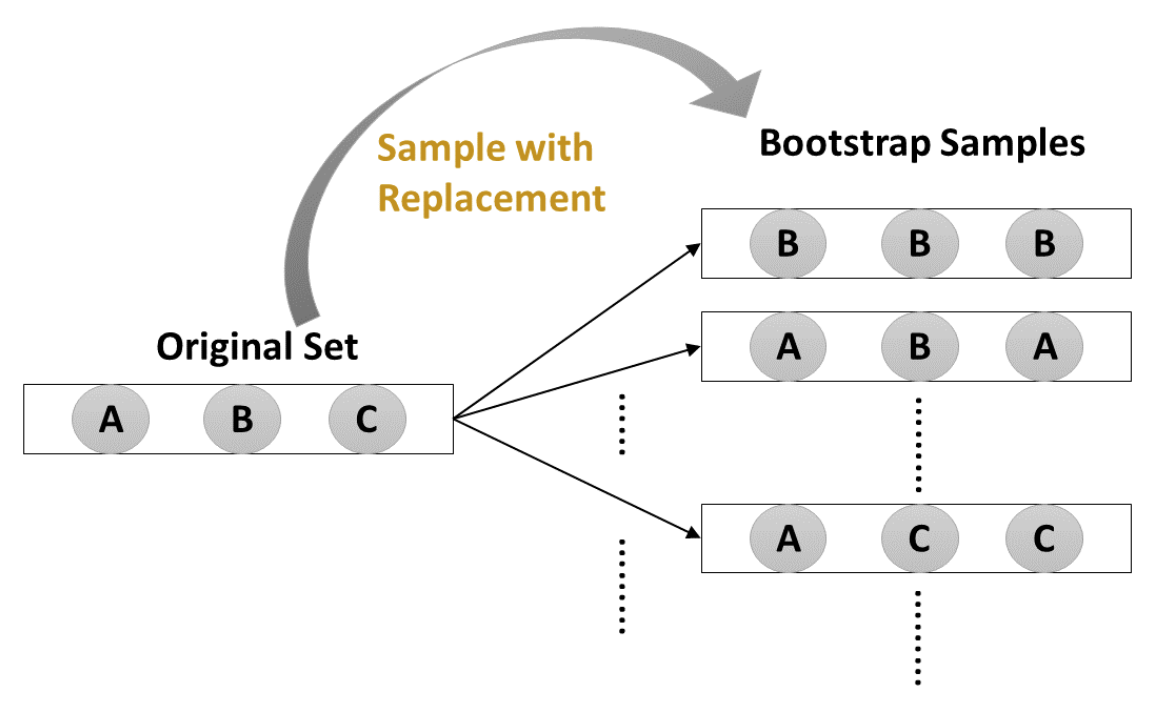 Sample with
Replacement
Bootstrap Samples
B B B
Original Set
A B A
A B C
A C C